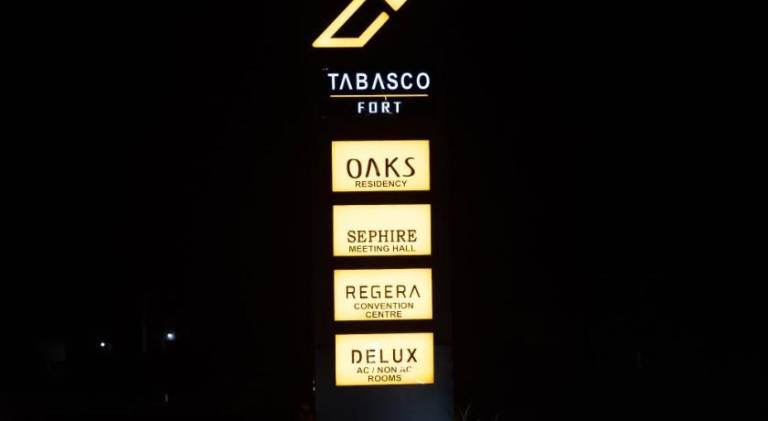 TABASCO
FORT
OAKS
RESIDENCY
SEPHIRE
MEETING HALL
REGERA
CONVENTION
CENTRE
DELUX
AC / NON AC
ROOMS